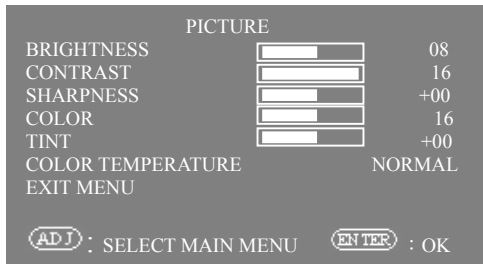 PICTURE
BRIGHTNESS 08
CONTRAST 16
SHARPNESS +00
COLOR 16
TINT +00
COLOR TEMPERATURE NORMAL
EXIT MENU
ADJ : SELECT MAIN MENU ENTER : OK